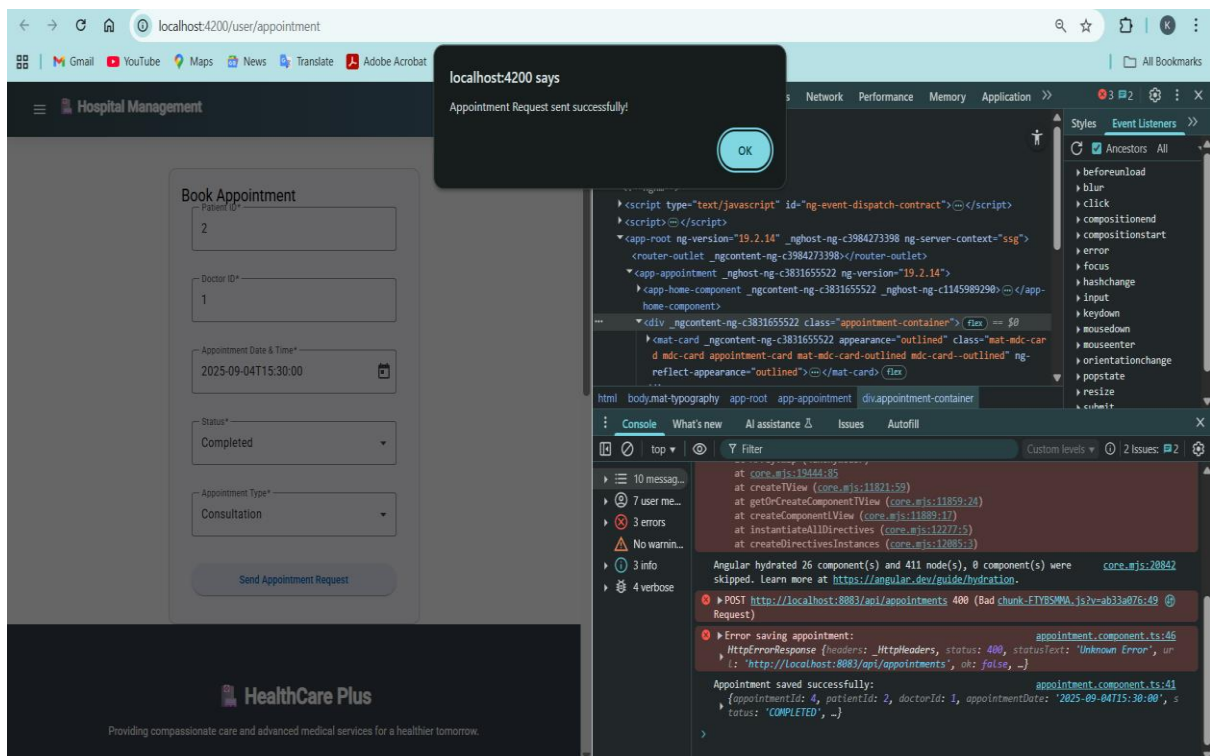 localhost:4200/user/appointment
K
Gmail YouTube Maps News Translate Adobe Acrobat All Bookmarks
localhost:4200 says
Appointment Request sent successfully!
OK
Hospital Management
Network Performance Memory Application 3 2
Styles Event Listeners
Ancestors All
beforeunload
blur
click
compositionend
compositionstart
error
focus
hashchange
input
keydown
mousedown
mouseenter
orientationchange
popstate
resize
submit
<script type="text/javascript" id="ng-event-dispatch-contract"></script>
<script></script>
<app-root ng-version="19.2.14" _nghost-ng-c3984273398 ng-server-context="ssg">
<router-outlet _ngcontent-ng-c3984273398></router-outlet>
<app-appointment _nghost-ng-c3831655522 ng-version="19.2.14">
<app-home-component _ngcontent-ng-c3831655522 _nghost-ng-c1145989290></app-
home-component>
<div _ngcontent-ng-c3831655522 class="appointment-container"> flex == $0
<mat-card _ngcontent-ng-c3831655522 appearance="outlined" class="mat-mdc-car
d mdc-card appointment-card mat-mdc-card-outlined mdc-card--outlined" ng-
reflect-appearance="outlined"></mat-card> flex
html body.mat-typography app-root app-appointment div.appointment-container
Book Appointment
Patient ID*
2
Doctor ID*
1
Appointment Date & Time*
2025-09-04T15:30:00
Status*
Completed
Appointment Type*
Consultation
Send Appointment Request
HealthCare Plus
Providing compassionate care and advanced medical services for a healthier tomorrow.
Console What's new AI assistance Issues Autofill
top Filter Custom levels 2 Issues: 2
10 messag...
7 user me...
3 errors
No warnin...
3 info
4 verbose
at core.mjs:19444:85
at createTView (core.mjs:11821:59)
at getOrCreateComponentTView (core.mjs:11859:24)
at createComponentLView (core.mjs:11889:17)
at instantiateAllDirectives (core.mjs:12277:5)
at createDirectivesInstances (core.mjs:12085:3)
Angular hydrated 26 component(s) and 411 node(s), 0 component(s) were core.mjs:20842
skipped. Learn more at https://angular.dev/guide/hydration.
POST http://localhost:8083/api/appointments 400 (Bad chunk-FTYBSMMA.js?v=ab33a076:49
Request)
Error saving appointment: appointment.component.ts:46
HttpErrorResponse {headers: _HttpHeaders, status: 400, statusText: 'Unknown Error', ur
l: 'http://localhost:8083/api/appointments', ok: false, …}
Appointment saved successfully: appointment.component.ts:41
{appointmentId: 4, patientId: 2, doctorId: 1, appointmentDate: '2025-09-04T15:30:00', s
tatus: 'COMPLETED', …}